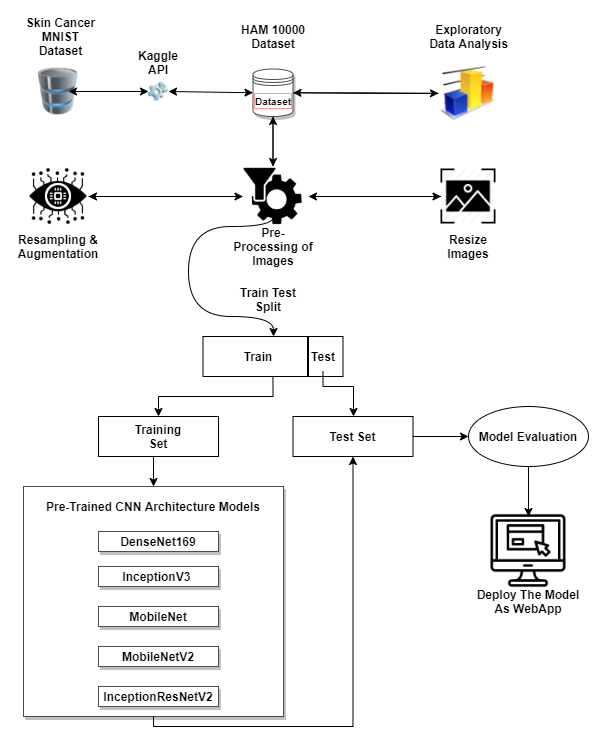 Skin Cancer
MNIST
Dataset
Kaggle
API
HAM 10000
Dataset
Dataset
Exploratory
Data Analysis
Resampling &
Augmentation
Pre-
Processing of
Images
Resize
Images
Train Test
Split
Train
Test
Training
Set
Test Set
Model Evaluation
Pre-Trained CNN Architecture Models
DenseNet169
InceptionV3
MobileNet
MobileNetV2
InceptionResNetV2
Deploy The Model
As WebApp